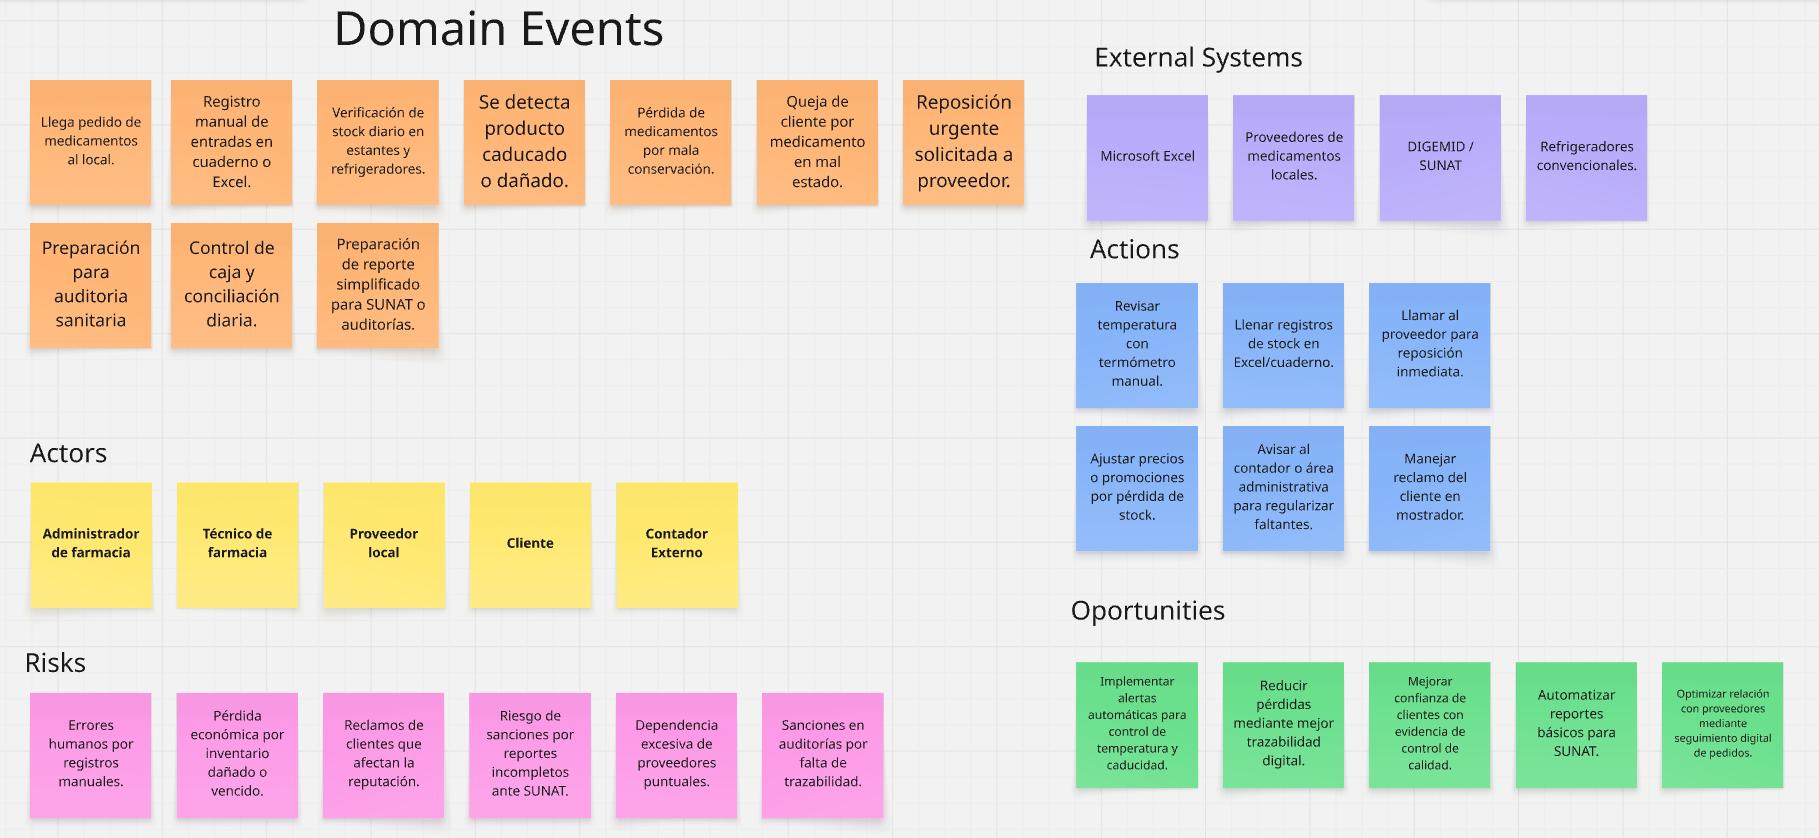 Domain Events
Llega pedido de
medicamentos
al local.
Registro
manual de
entradas en
cuaderno o
Excel.
Verificación de
stock diario en
estantes y
refrigeradores.
Se detecta
producto
caducado
o dañado.
Pérdida de
medicamentos
por mala
conservación.
Queja de
cliente por
medicamento
en mal
estado.
Reposición
urgente
solicitada a
proveedor.
Preparación
para
auditoria
sanitaria
Control de
caja y
conciliación
diaria.
Preparación
de reporte
simplificado
para SUNAT o
auditorías.
Actors
Administrador
de farmacia
Técnico de
farmacia
Proveedor
local
Cliente
Contador
Externo
Risks
Errores
humanos por
registros
manuales.
Pérdida
económica por
inventario
dañado o
vencido.
Reclamos de
clientes que
afectan la
reputación.
Riesgo de
sanciones por
reportes
incompletos
ante SUNAT.
Dependencia
excesiva de
proveedores
puntuales.
Sanciones en
auditorías por
falta de
trazabilidad.
External Systems
Microsoft Excel
Proveedores de
medicamentos
locales.
DIGEMID /
SUNAT
Refrigeradores
convencionales.
Actions
Revisar
temperatura
con
termómetro
manual.
Llenar registros
de stock en
Excel/cuaderno.
Llamar al
proveedor para
reposición
inmediata.
Ajustar precios
o promociones
por pérdida de
stock.
Avisar al
contador o área
administrativa
para regularizar
faltantes.
Manejar
reclamo del
cliente en
mostrador.
Oportunities
Implementar
alertas
automáticas para
control de
temperatura y
caducidad.
Reducir
pérdidas
mediante mejor
trazabilidad
digital.
Mejorar
confianza de
clientes con
evidencia de
control de
calidad.
Automatizar
reportes
básicos para
SUNAT.
Optimizar relación
con proveedores
mediante
seguimiento digital
de pedidos.